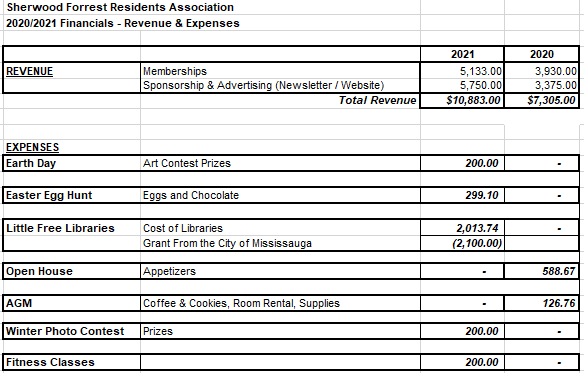 Sherwood Forrest Residents Association
2020/2021 Financials - Revenue & Expenses
2021 2020
REVENUE Memberships 5,133.00 3,930.00
Sponsorship & Advertising (Newsletter / Website) 5,750.00 3,375.00
Total Revenue $10,883.00 $7,305.00
EXPENSES
Earth Day Art Contest Prizes 200.00 -
Easter Egg Hunt Eggs and Chocolate 299.10 -
Little Free Libraries Cost of Libraries 2,013.74 -
Grant From the City of Mississauga (2,100.00)
Open House Appetizers - 588.67
AGM Coffee & Cookies, Room Rental, Supplies - 126.76
Winter Photo Contest Prizes 200.00 -
Fitness Classes 200.00 -